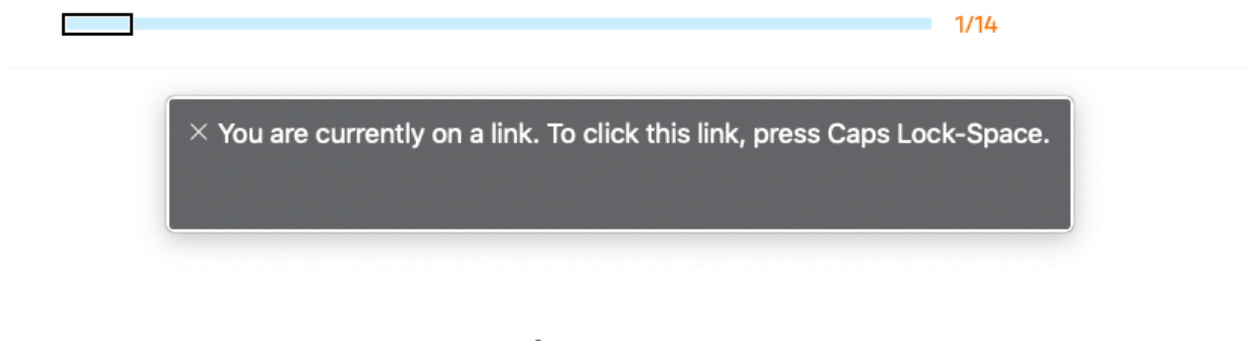 1/14
You are currently on a link. To click this link, press Caps Lock-Space.